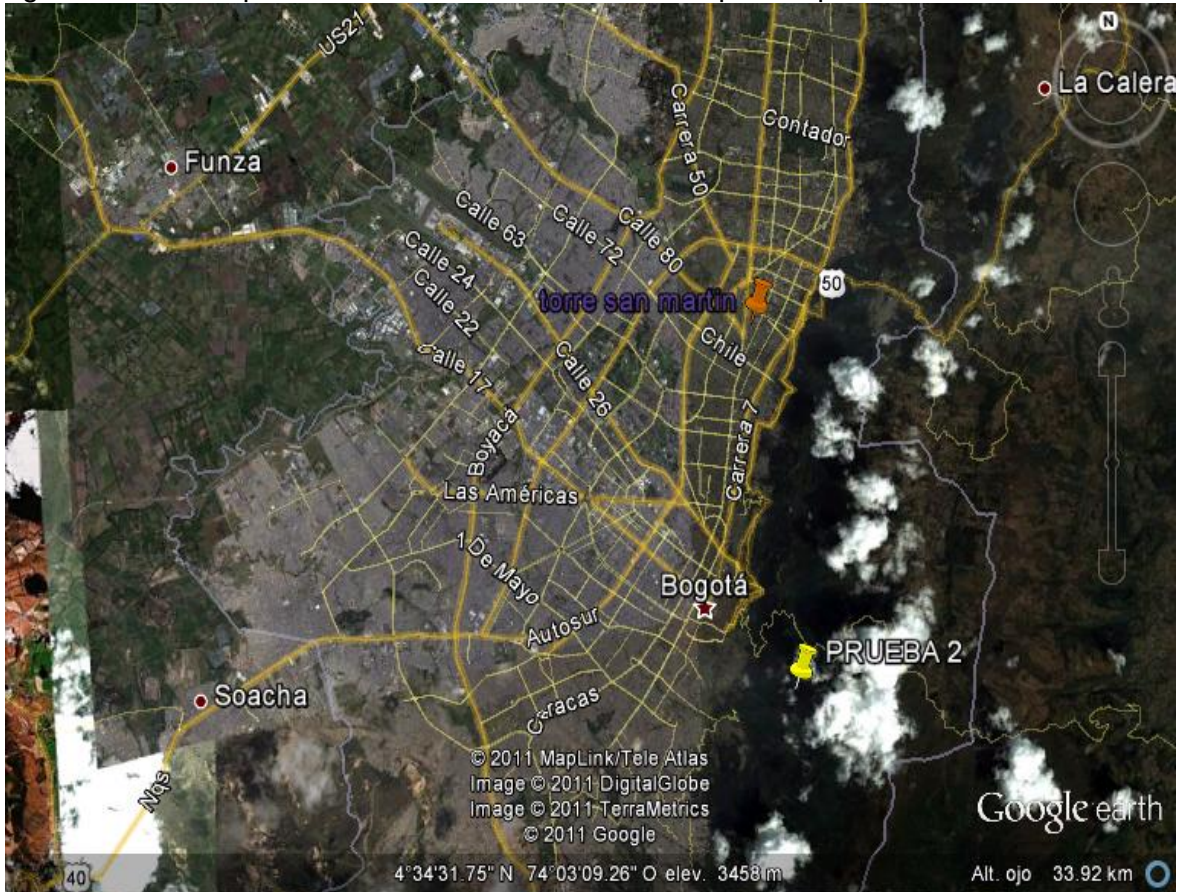 N
US21
La Calera
Carrera 50
Contador
Funza
Calle 63
Calle 72
Calle 80
Calle 24
Calle 22
50
torre san martin
Chile
Calle 17
Calle 26
Carrera 7
Boyaca
Las Américas
1 De Mayo
Bogotá
Autosur
PRUEBA 2
Soacha
Caracas
Nqs
© 2011 MapLink/Tele Atlas
Image © 2011 DigitalGlobe
Image © 2011 TerraMetrics
© 2011 Google
Google earth
40
4°34'31.75" N 74°03'09.26" O elev. 3458 m
Alt. ojo 33.92 km